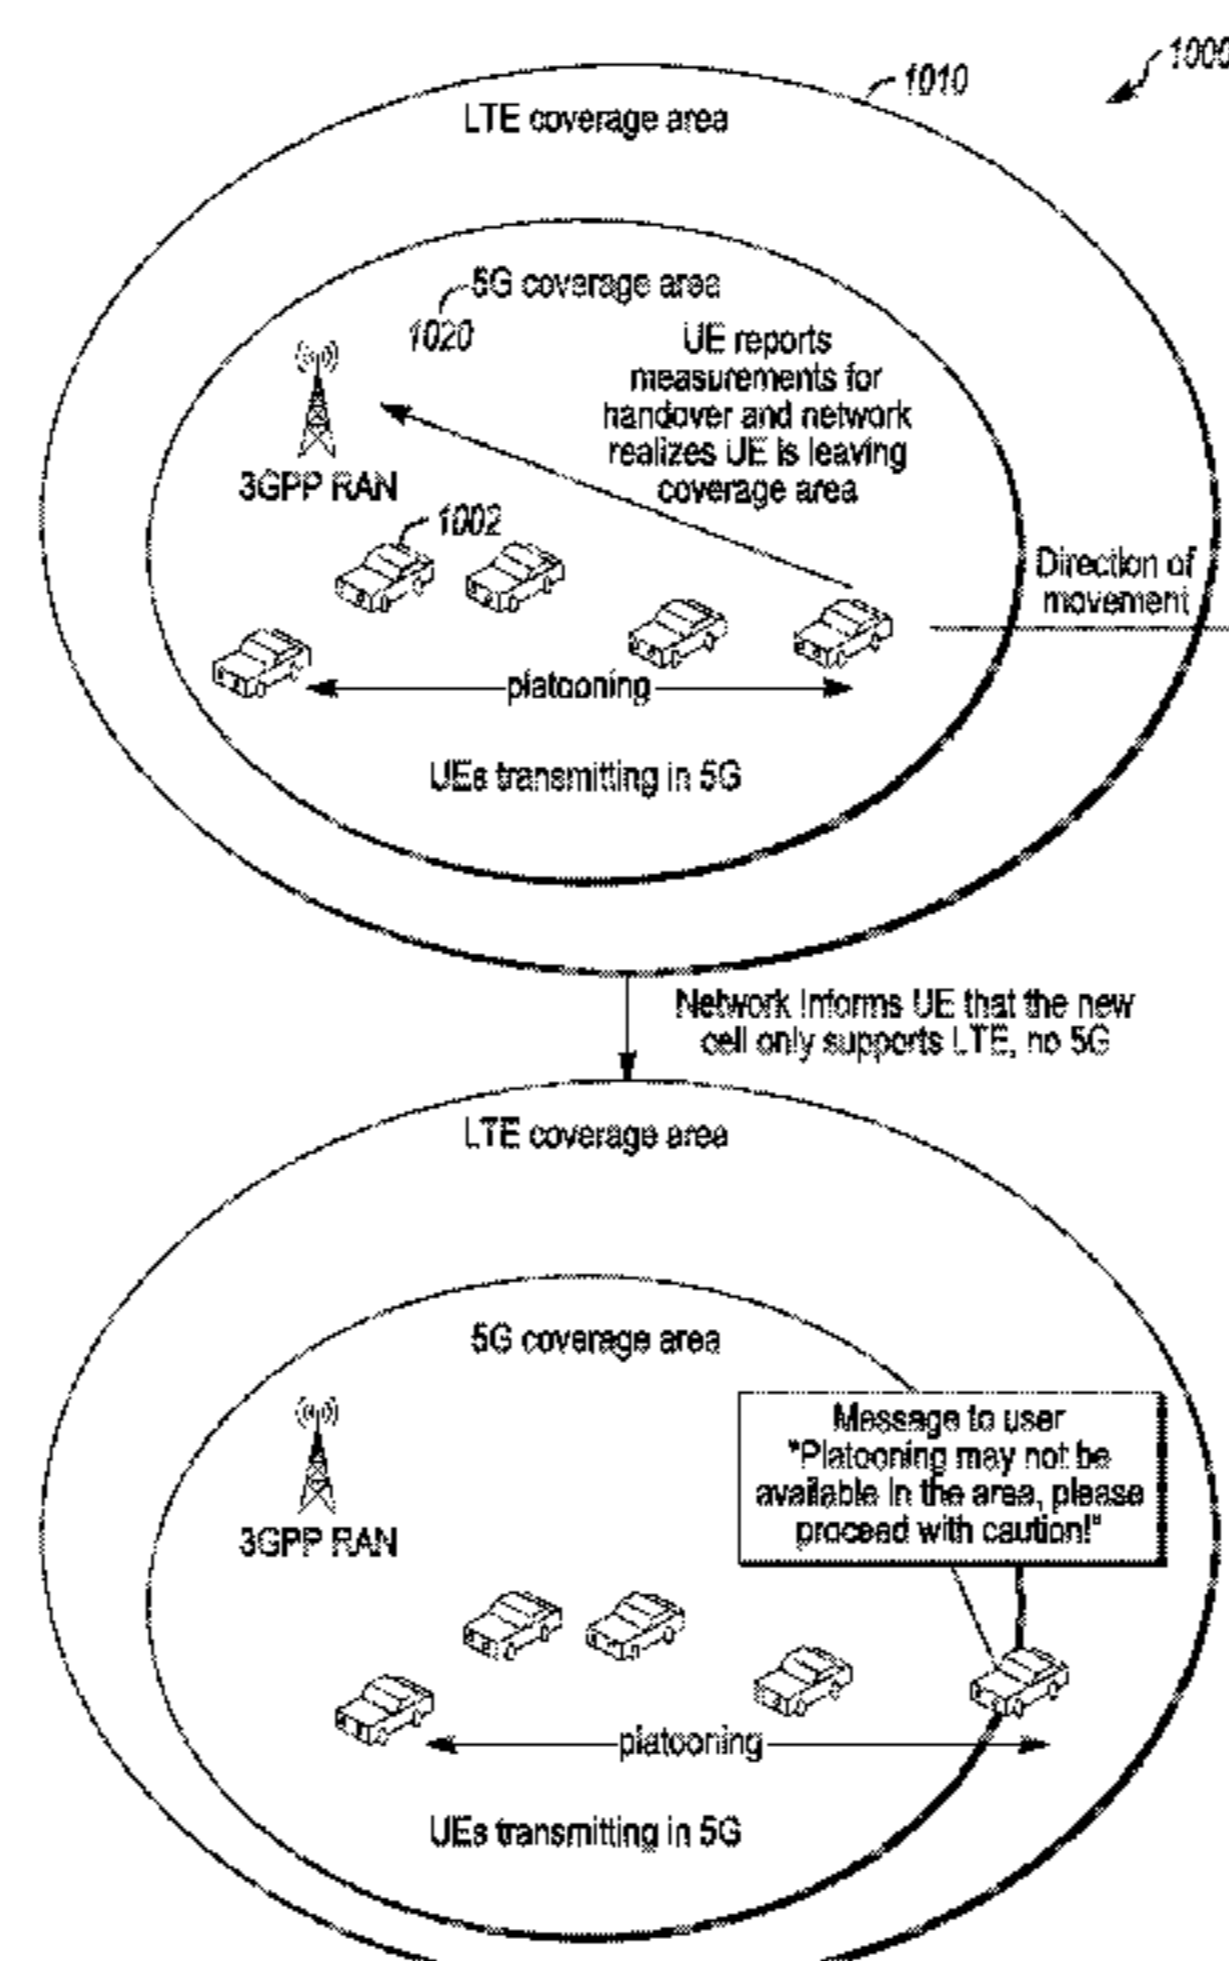 1000
1010
LTE coverage area
5G coverage area
1020
UE reports
measurements for
handover and network
realizes UE is leaving
coverage area
3GPP RAN
1002
Direction of
movement
platooning
UEs transmitting in 5G
Network informs UE that the new
cell only supports LTE, no 5G
LTE coverage area
5G coverage area
Message to user
"Platooning may not be
available in the area, please
proceed with caution!"
3GPP RAN
platooning
UEs transmitting in 5G